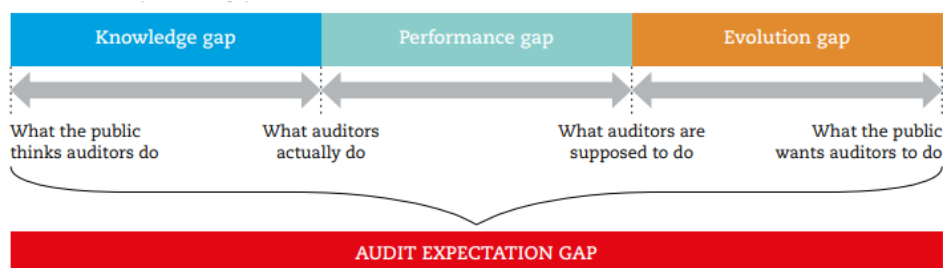 Knowledge gap
Performance gap
Evolution gap
What the public
thinks auditors do
What auditors
actually do
What auditors are
supposed to do
What the public
wants auditors to do
AUDIT EXPECTATION GAP